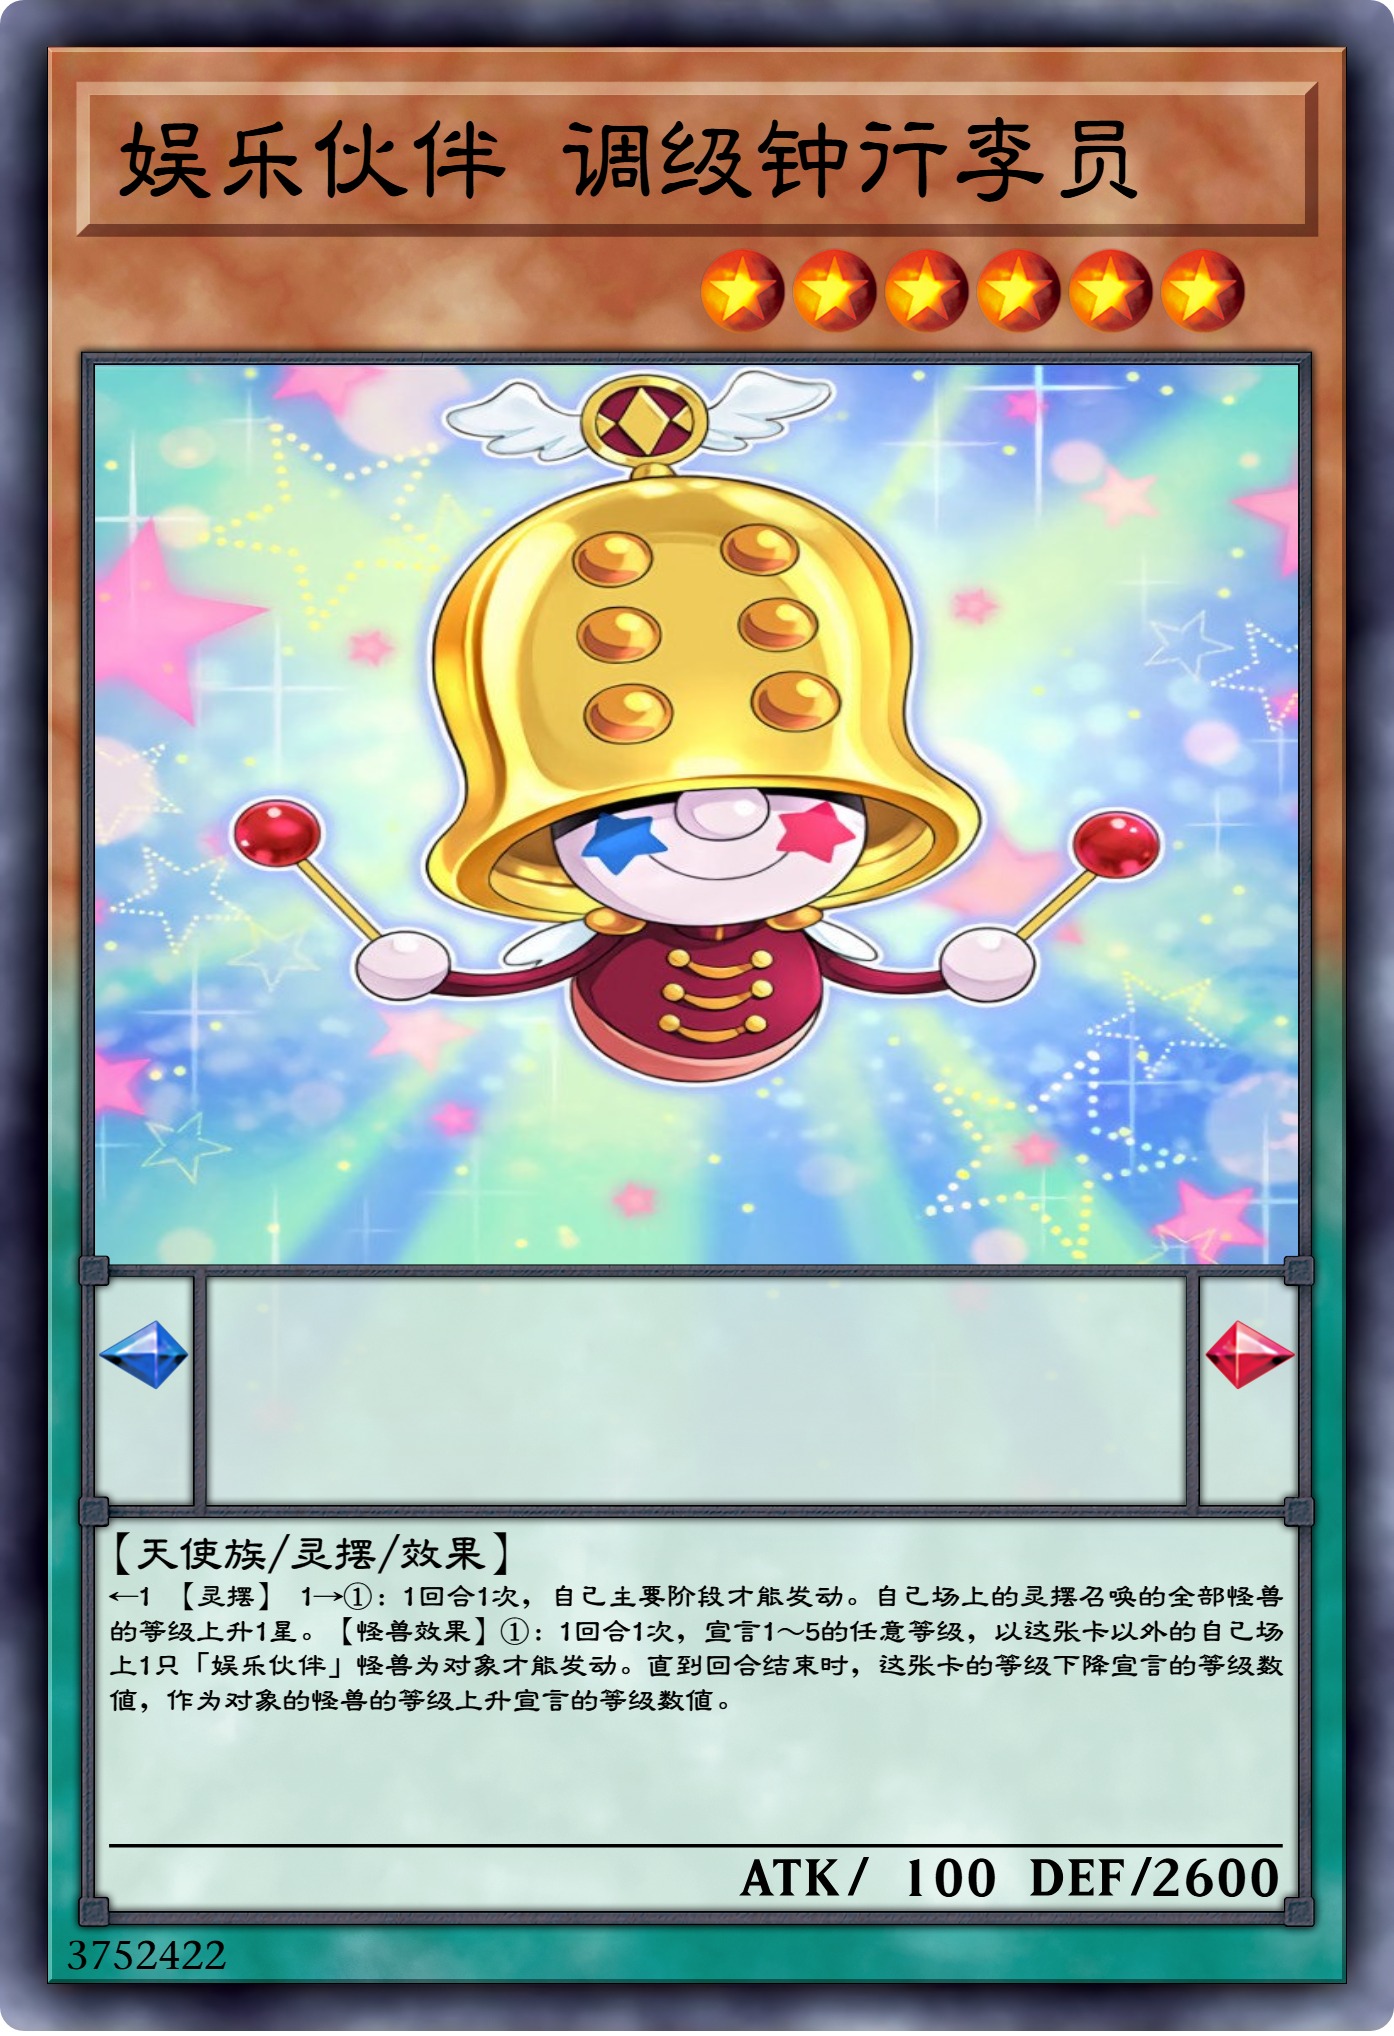 娱乐伙伴 调级钟行李员
【天使族/灵摆/效果】
←1 【灵摆】 1→①：1回合1次，自己主要阶段才能发动。自己场上的灵摆召唤的全部怪兽
的等级上升1星。【怪兽效果】①：1回合1次，宣言1～5的任意等级，以这张卡以外的自己场
上1只「娱乐伙伴」怪兽为对象才能发动。直到回合结束时，这张卡的等级下降宣言的等级数
值，作为对象的怪兽的等级上升宣言的等级数值。
ATK/ 100 DEF/2600
3752422